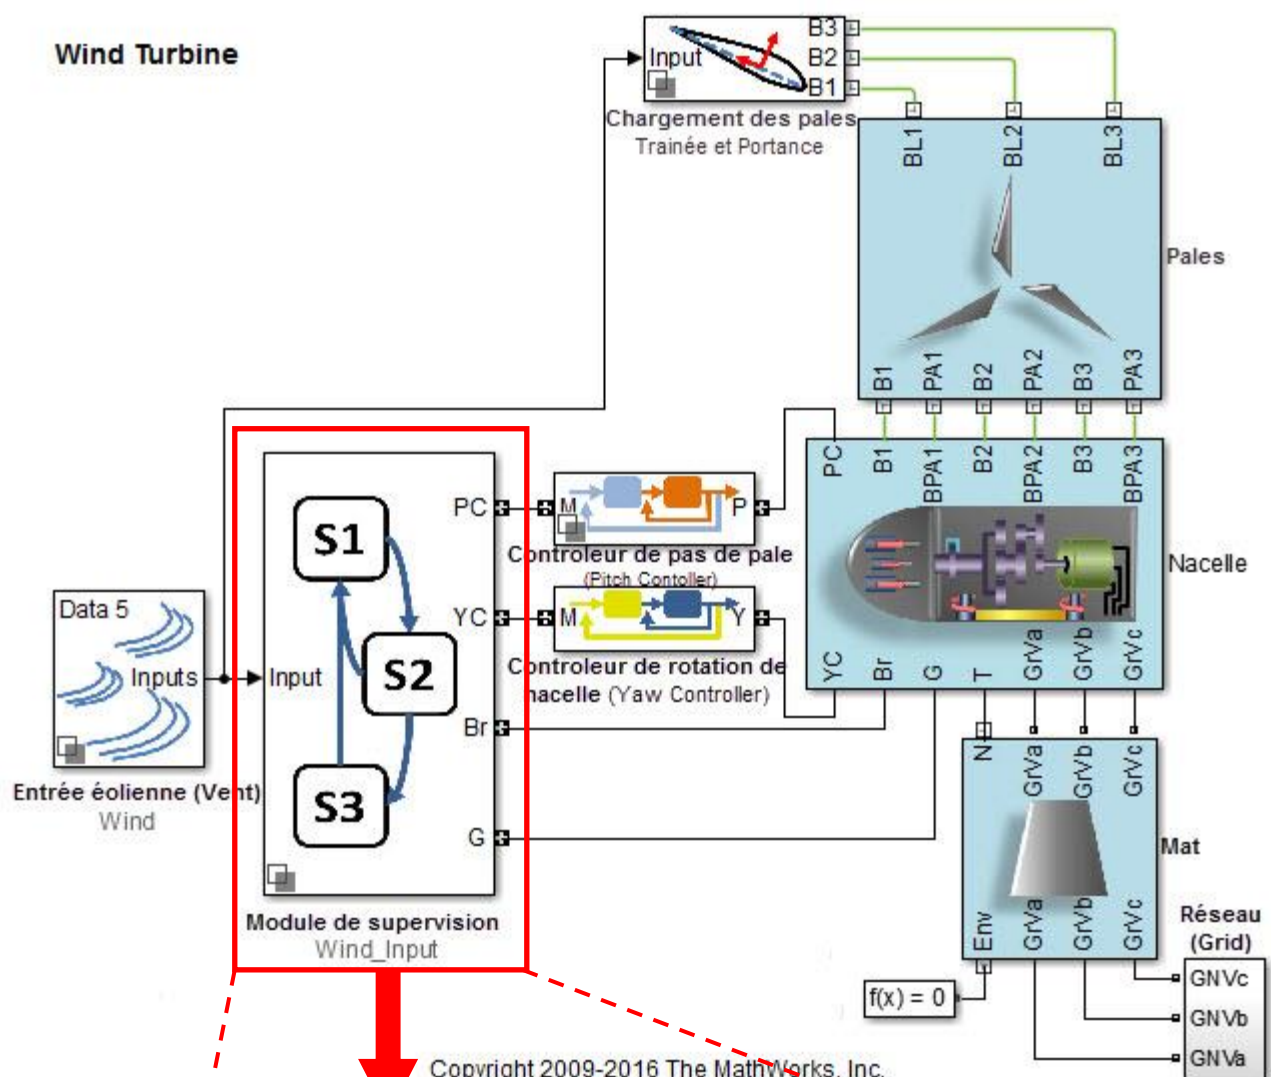 Wind Turbine
Input
B3
B2
B1
Chargement des pales
Trainée et Portance
BL1
BL2
BL3
Pales
B1
PA1
B2
PA2
B3
PA3
PC
B1
BPA1
B2
BPA2
B3
BPA3
Nacelle
YC
Br
G
T
GrVa
GrVb
GrVc
M
P
Controleur de pas de pale
(Pitch Contoller)
M
Y
Controleur de rotation de
nacelle (Yaw Controller)
Data 5
Inputs
Entrée éolienne (Vent)
Wind
Input
S1
S2
S3
PC
YC
Br
G
Module de supervision
Wind_Input
N
GrVa
GrVb
GrVc
Mat
Env
GrVa
GrVb
GrVc
f(x) = 0
Réseau
(Grid)
GNVc
GNVb
GNVa
Copyright 2009-2016 The MathWorks, Inc.